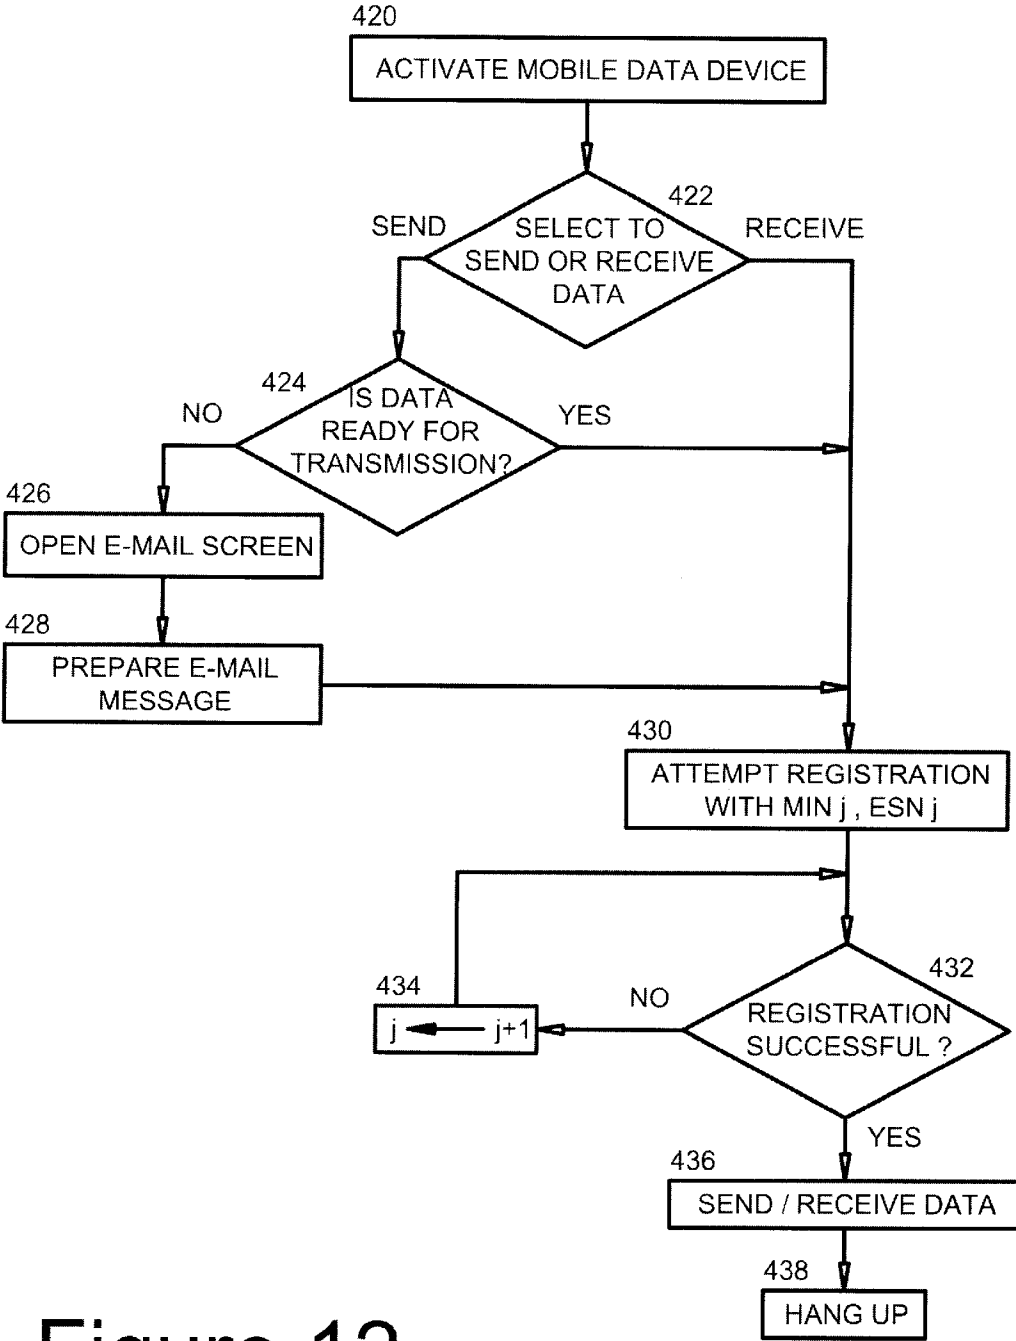 420
ACTIVATE MOBILE DATA DEVICE
422
SEND
SELECT TO
SEND OR RECEIVE
DATA
RECEIVE
424
NO
IS DATA
READY FOR
TRANSMISSION?
YES
426
OPEN E-MAIL SCREEN
428
PREPARE E-MAIL
MESSAGE
430
ATTEMPT REGISTRATION
WITH MIN j , ESN j
432
434
NO
REGISTRATION
SUCCESSFUL ?
j ← j+1
YES
436
SEND / RECEIVE DATA
438
HANG UP
Figure 12